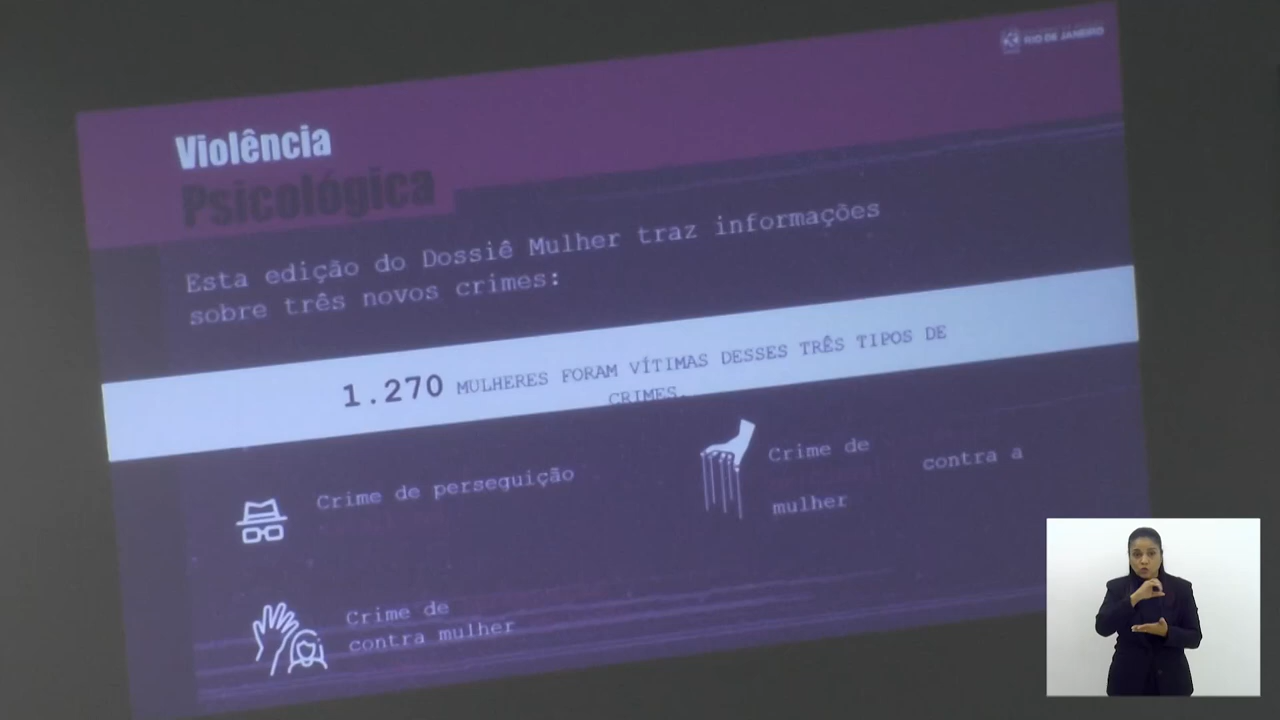 RIO DE JANEIRO
Violência
Psicológica
Esta edição do Dossiê Mulher traz informações
sobre três novos crimes:
1.270 MULHERES FORAM VÍTIMAS DESSES TRÊS TIPOS DE
CRIMES.
Crime de perseguição
Crime de contra a
mulher
Crime de
contra mulher